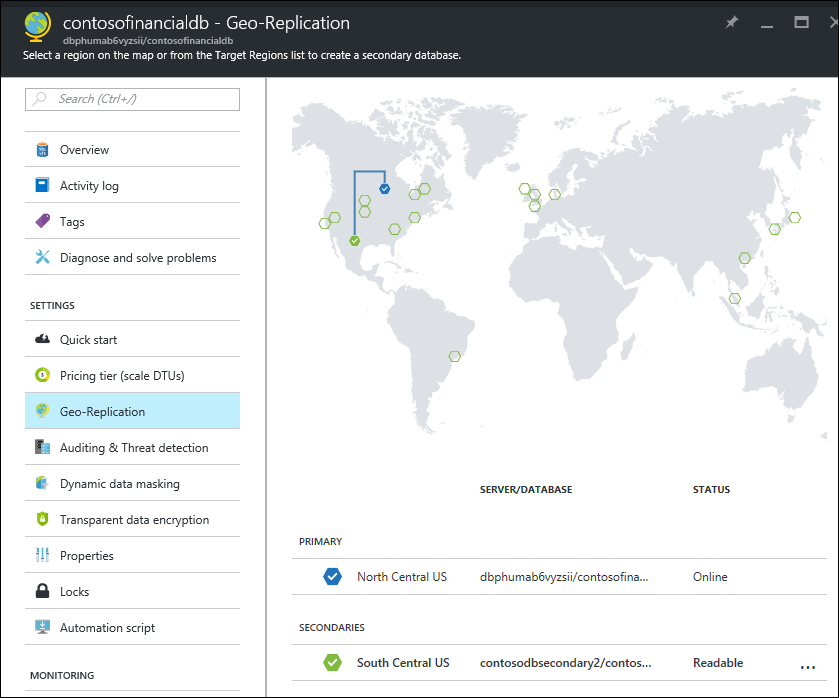 contosofinancialdb - Geo-Replication
dbphumab6vyzsii/contosofinancialdb
Select a region on the map or from the Target Regions list to create a secondary database.
Search (Ctrl+/)
Overview
Activity log
Tags
Diagnose and solve problems
SETTINGS
Quick start
Pricing tier (scale DTUs)
Geo-Replication
Auditing & Threat detection
Dynamic data masking
Transparent data encryption
Properties
Locks
Automation script
MONITORING
SERVER/DATABASE STATUS
PRIMARY
North Central US dbphumab6vyzsii/contosofina... Online
SECONDARIES
South Central US contosodbsecondary2/contos... Readable ...